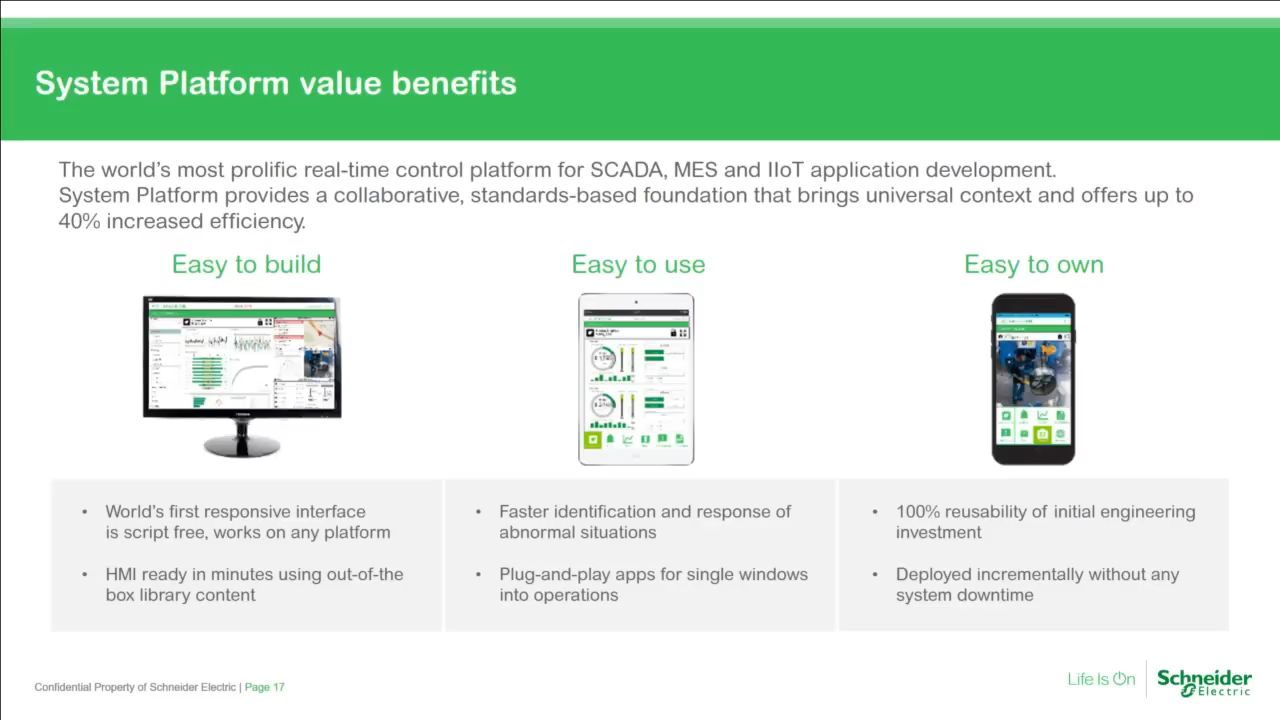 System Platform value benefits
The world’s most prolific real-time control platform for SCADA, MES and IIoT application development.
System Platform provides a collaborative, standards-based foundation that brings universal context and offers up to
40% increased efficiency.
Easy to build
Easy to use
Easy to own
• World’s first responsive interface
is script free, works on any platform
• HMI ready in minutes using out-of-the
box library content
• Faster identification and response of
abnormal situations
• Plug-and-play apps for single windows
into operations
• 100% reusability of initial engineering
investment
• Deployed incrementally without any
system downtime
Confidential Property of Schneider Electric | Page 17
Life Is On
Schneider
Electric